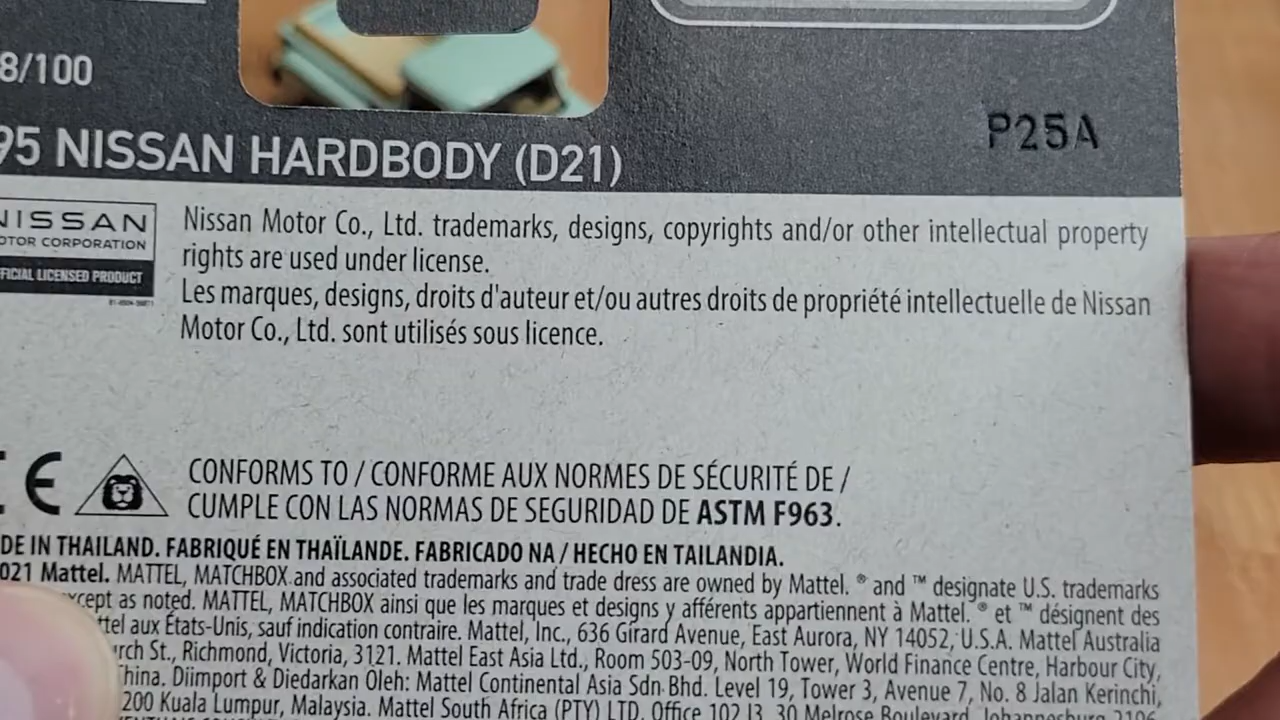 8/100
P25A
95 NISSAN HARDBODY (D21)
NISSAN
OTOR CORPORATION
FICIAL LICENSED PRODUCT
Nissan Motor Co., Ltd. trademarks, designs, copyrights and/or other intellectual property
rights are used under license.
Les marques, designs, droits d'auteur et/ou autres droits de propriété intellectuelle de Nissan
Motor Co., Ltd. sont utilisés sous licence.
CE
CONFORMS TO / CONFORME AUX NORMES DE SÉCURITÉ DE /
CUMPLE CON LAS NORMAS DE SEGURIDAD DE ASTM F963.
DE IN THAILAND. FABRIQUÉ EN THAÏLANDE. FABRICADO NA / HECHO EN TAILANDIA.
021 Mattel. MATTEL, MATCHBOX and associated trademarks and trade dress are owned by Mattel. ® and ™ designate U.S. trademarks
xcept as noted. MATTEL, MATCHBOX ainsi que les marques et designs y afférents appartiennent à Mattel. ® et ™ désignent des
ttel aux États-Unis, sauf indication contraire. Mattel, Inc., 636 Girard Avenue, East Aurora, NY 14052, U.S.A. Mattel Australia
rch St., Richmond, Victoria, 3121. Mattel East Asia Ltd., Room 503-09, North Tower, World Finance Centre, Harbour City,
hina. Diimport & Diedarkan Oleh: Mattel Continental Asia Sdn Bhd. Level 19, Tower 3, Avenue 7, No. 8 Jalan Kerinchi,
200 Kuala Lumpur, Malaysia. Mattel South Africa (PTY) LTD, Office 102 I3, 30 Melrose Boulevard, Johannesburg 2196